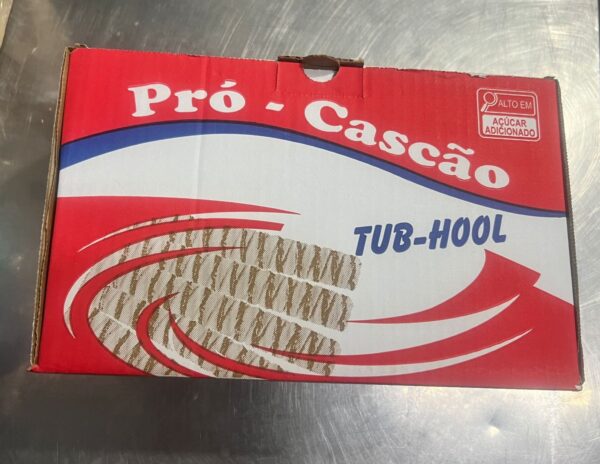 Pró - Cascão
ALTO EM
AÇÚCAR
ADICIONADO
TUB-HOOL